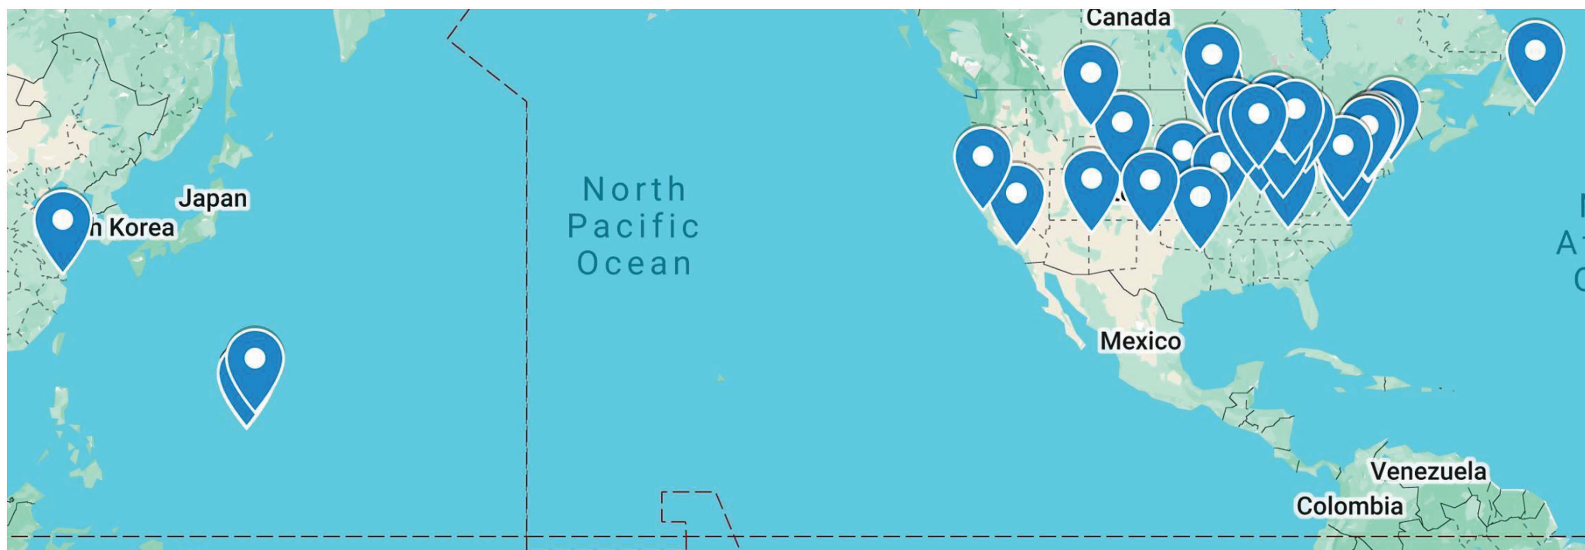 Canada
Japan
h Korea
North
Pacific
Ocean
Mexico
Venezuela
Colombia